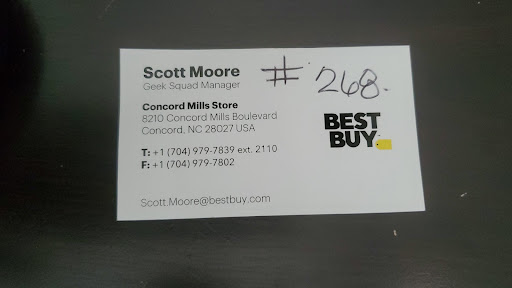 Scott Moore # 268.
Geek Squad Manager
Concord Mills Store
8210 Concord Mills Boulevard
Concord, NC 28027 USA
BEST
BUY
T: +1 (704) 979-7839 ext. 2110
F: +1 (704) 979-7802
Scott.Moore@bestbuy.com